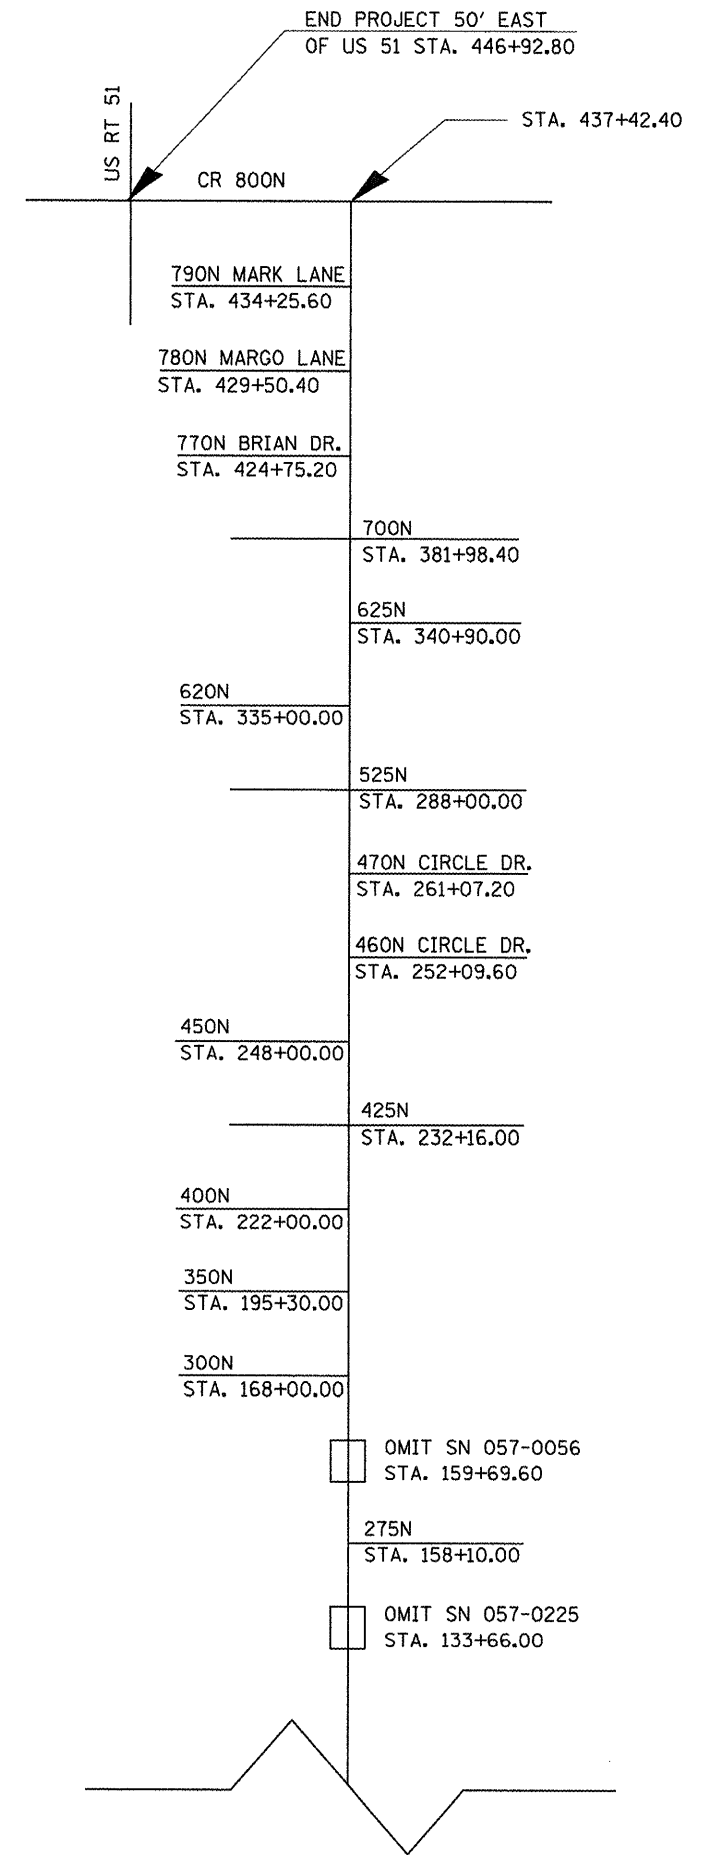 END PROJECT 50' EAST
OF US 51 STA. 446+92.80
US RT 51
STA. 437+42.40
CR 800N
790N MARK LANE
STA. 434+25.60
780N MARGO LANE
STA. 429+50.40
770N BRIAN DR.
STA. 424+75.20
700N
STA. 381+98.40
625N
STA. 340+90.00
620N
STA. 335+00.00
525N
STA. 288+00.00
470N CIRCLE DR.
STA. 261+07.20
460N CIRCLE DR.
STA. 252+09.60
450N
STA. 248+00.00
425N
STA. 232+16.00
400N
STA. 222+00.00
350N
STA. 195+30.00
300N
STA. 168+00.00
OMIT SN 057-0056
STA. 159+69.60
275N
STA. 158+10.00
OMIT SN 057-0225
STA. 133+66.00